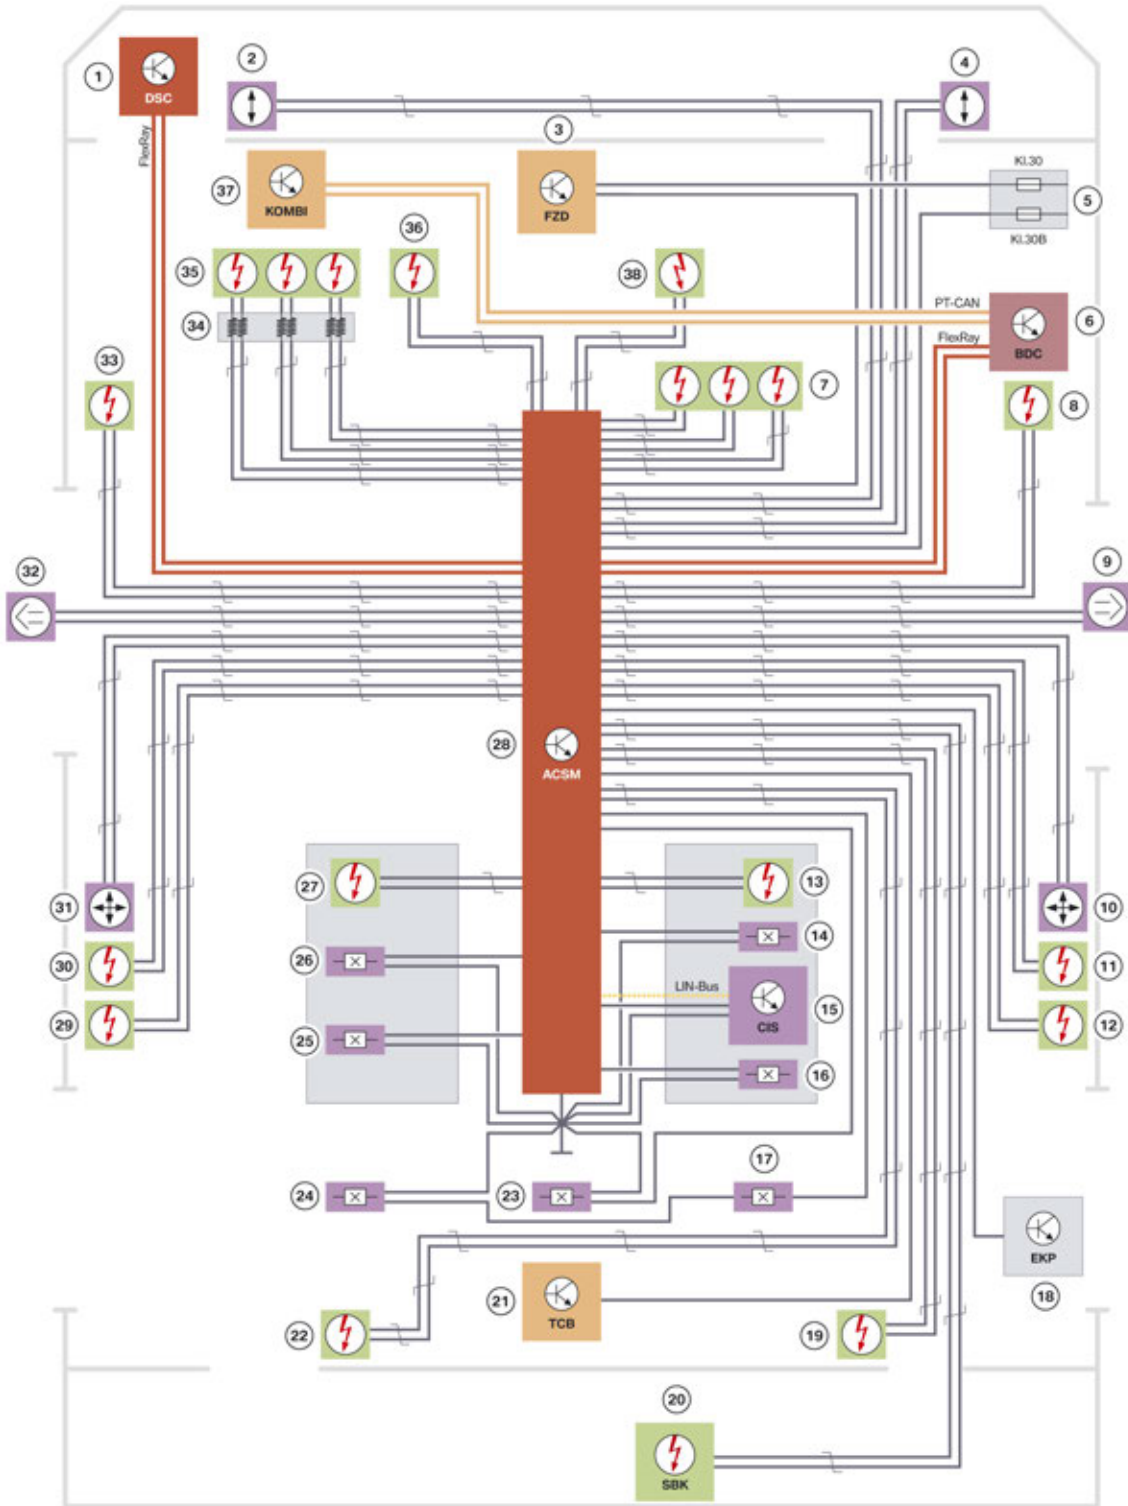 2
4
1
DSC
3
FlexRay
Kl.30
37
KOMBI
FZD
5
Kl.30B
36
35
38
PT-CAN
34
6
FlexRay
BDC
33
7
8
32
9
28
ACSM
27
13
31
10
26
14
30
11
LIN-Bus
15
CIS
29
12
25
16
17
24
23
EKP
18
21
TCB
22
19
20
SBK